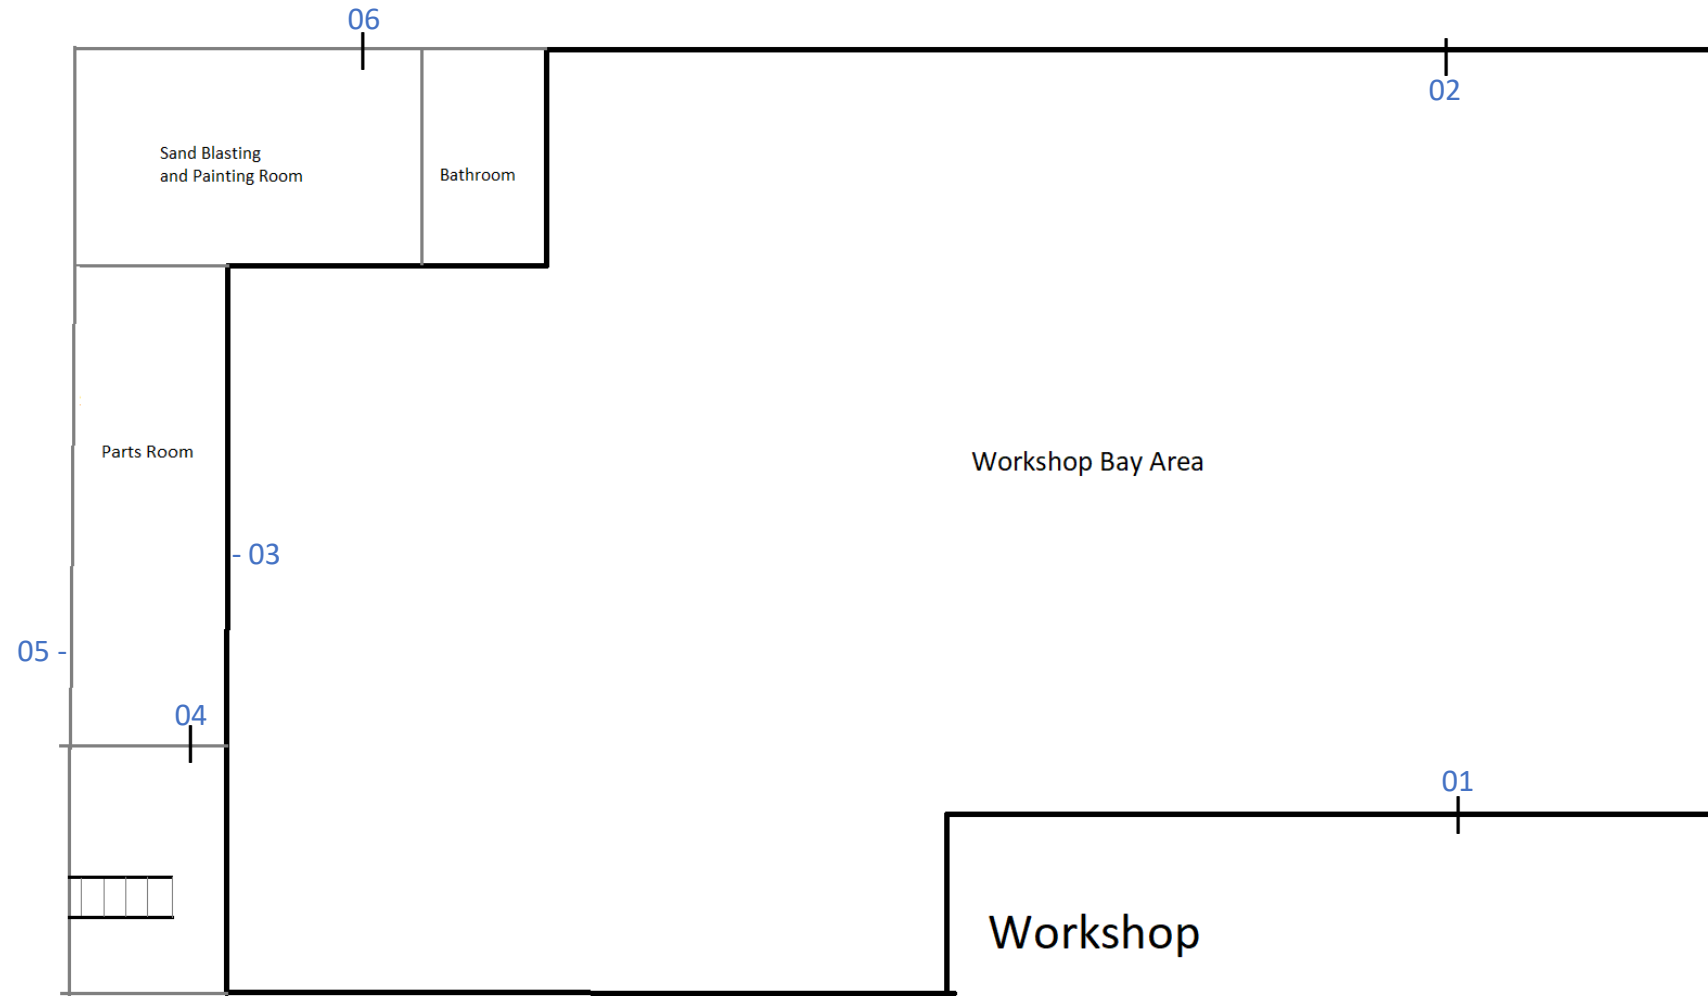 06
02
Sand Blasting
and Painting Room
Bathroom
Parts Room
Workshop Bay Area
- 03
05 -
04
01
Workshop